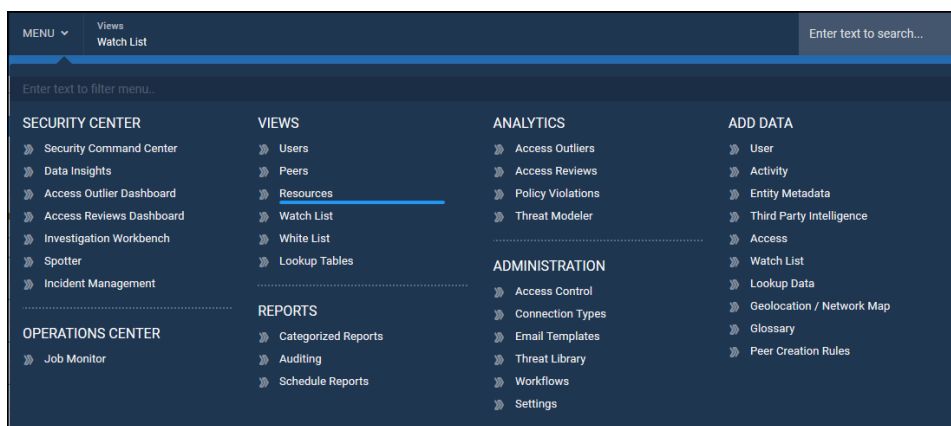 MENU
Views
Watch List
Enter text to search...
Enter text to filter menu..
SECURITY CENTER
Security Command Center
Data Insights
Access Outlier Dashboard
Access Reviews Dashboard
Investigation Workbench
Spotter
Incident Management
OPERATIONS CENTER
Job Monitor
VIEWS
Users
Peers
Resources
Watch List
White List
Lookup Tables
REPORTS
Categorized Reports
Auditing
Schedule Reports
ANALYTICS
Access Outliers
Access Reviews
Policy Violations
Threat Modeler
ADMINISTRATION
Access Control
Connection Types
Email Templates
Threat Library
Workflows
Settings
ADD DATA
User
Activity
Entity Metadata
Third Party Intelligence
Access
Watch List
Lookup Data
Geolocation / Network Map
Glossary
Peer Creation Rules